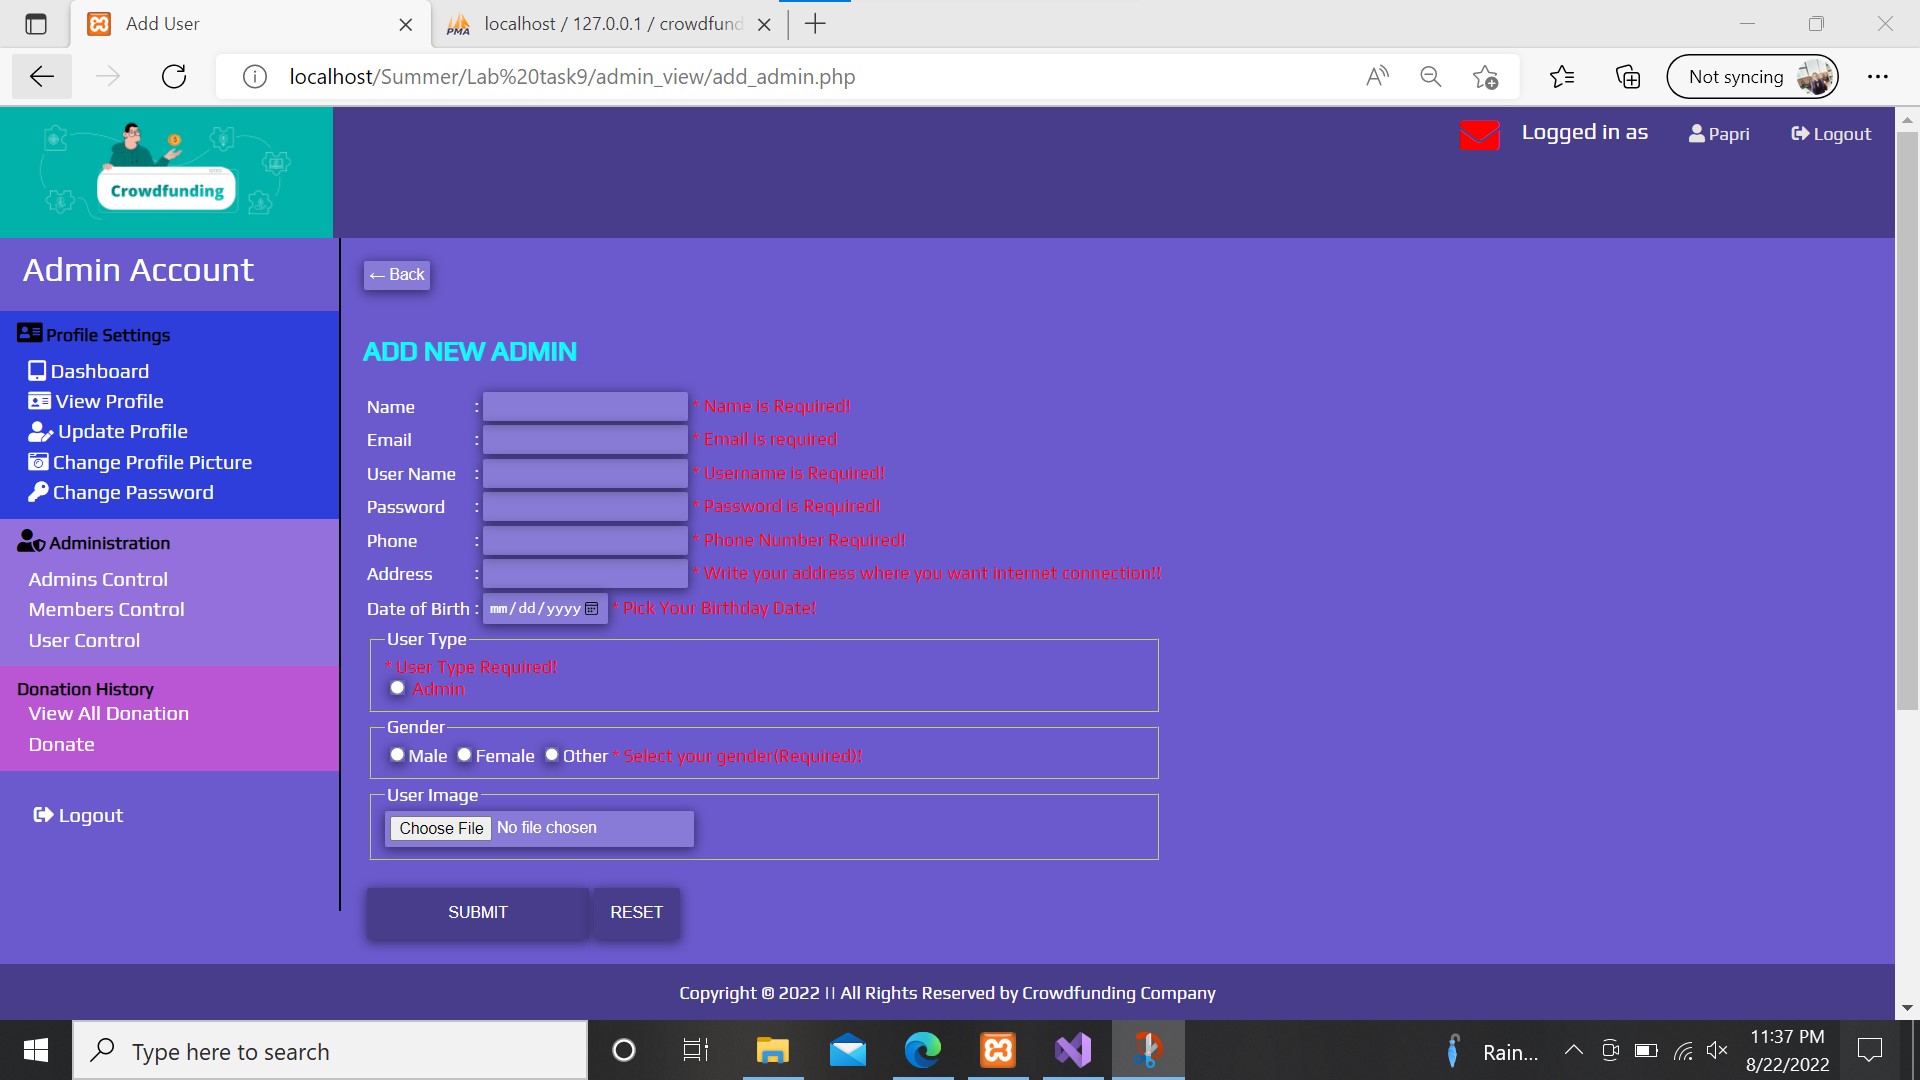 Add User
PMA localhost / 127.0.0.1 / crowdfund
localhost/Summer/Lab%20task9/admin_view/add_admin.php
Not syncing
Crowdfunding
Logged in as
Papri
Logout
Admin Account
Profile Settings
Dashboard
View Profile
Update Profile
Change Profile Picture
Change Password
Administration
Admins Control
Members Control
User Control
Donation History
View All Donation
Donate
Logout
← Back
ADD NEW ADMIN
Name : * Name is Required!
Email : * Email is required
User Name : * Username is Required!
Password : * Password is Required!
Phone : * Phone Number Required!
Address : * Write your address where you want internet connection!!
Date of Birth : mm/dd/yyyy * Pick Your Birthday Date!
User Type
* User Type Required!
Admin
Gender
Male Female Other * Select your gender(Required)!
User Image
Choose File No file chosen
SUBMIT RESET
Copyright © 2022 || All Rights Reserved by Crowdfunding Company
Type here to search
Rain...
11:37 PM
8/22/2022